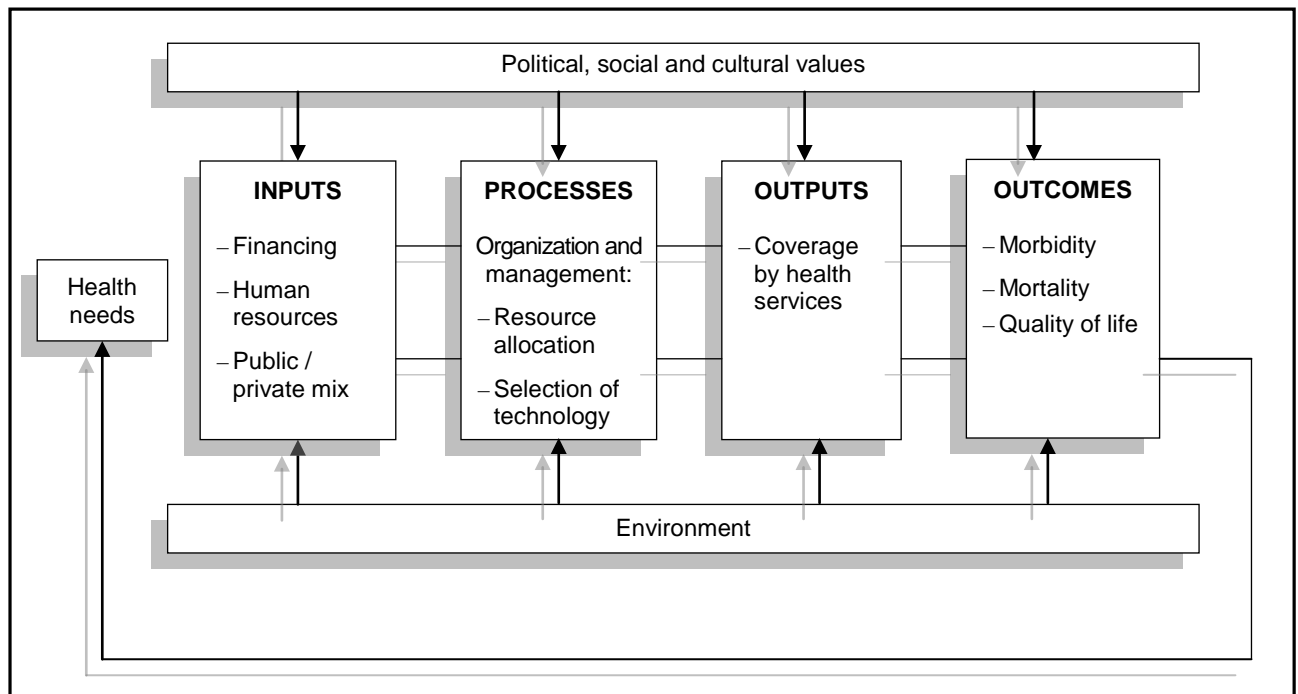 Political, social and cultural values
Health
needs
INPUTS
– Financing
– Human
resources
– Public /
private mix
PROCESSES
Organization and
management:
– Resource
allocation
– Selection of
technology
OUTPUTS
– Coverage
by health
services
OUTCOMES
– Morbidity
– Mortality
– Quality of life
Environment